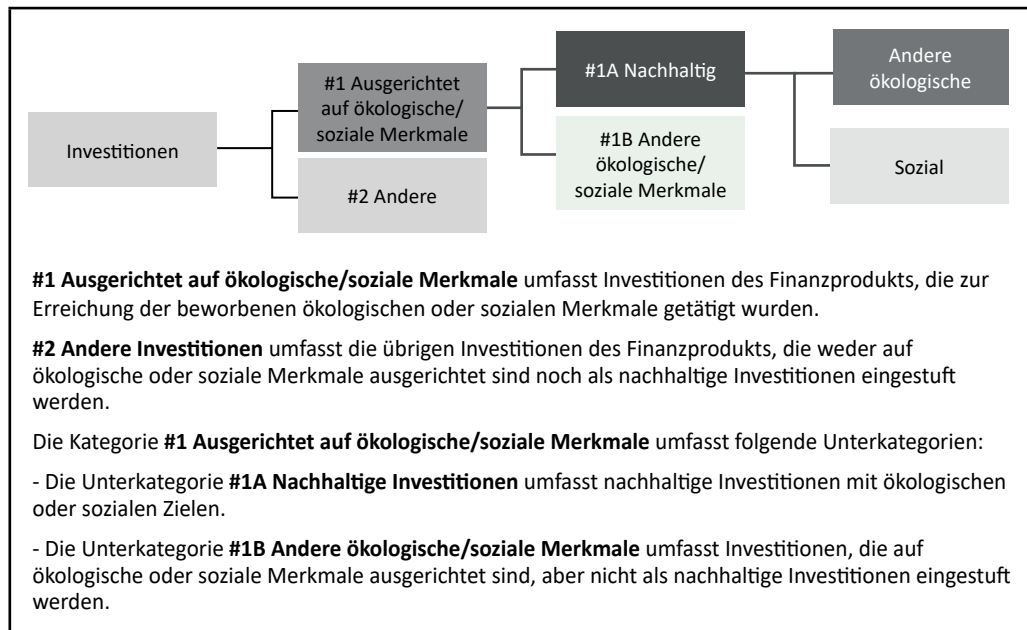 Investitionen
#1 Ausgerichtet
auf ökologische/
soziale Merkmale
#2 Andere
#1A Nachhaltig
#1B Andere
ökologische/
soziale Merkmale
Andere
ökologische
Sozial
#1 Ausgerichtet auf ökologische/soziale Merkmale umfasst Investitionen des Finanzprodukts, die zur
Erreichung der beworbenen ökologischen oder sozialen Merkmale getätigt wurden.
#2 Andere Investitionen umfasst die übrigen Investitionen des Finanzprodukts, die weder auf
ökologische oder soziale Merkmale ausgerichtet sind noch als nachhaltige Investitionen eingestuft
werden.
Die Kategorie #1 Ausgerichtet auf ökologische/soziale Merkmale umfasst folgende Unterkategorien:
- Die Unterkategorie #1A Nachhaltige Investitionen umfasst nachhaltige Investitionen mit ökologischen
oder sozialen Zielen.
- Die Unterkategorie #1B Andere ökologische/soziale Merkmale umfasst Investitionen, die auf
ökologische oder soziale Merkmale ausgerichtet sind, aber nicht als nachhaltige Investitionen eingestuft
werden.